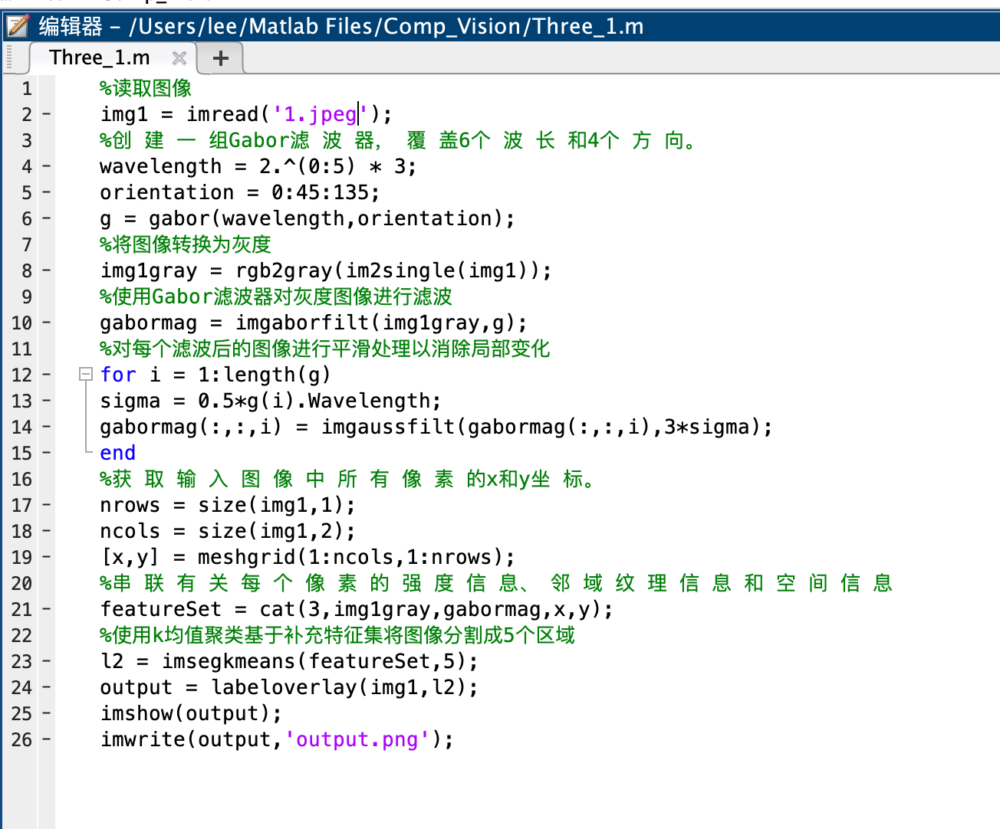 编辑器 – /Users/lee/Matlab Files/Comp_Vision/Three_1.m
Three_1.m
1 %读取图像
2 – img1 = imread('1.jpeg');
3 %创 建 一 组Gabor滤 波 器， 覆 盖6个 波 长 和4个 方 向。
4 – wavelength = 2.^(0:5) * 3;
5 – orientation = 0:45:135;
6 – g = gabor(wavelength,orientation);
7 %将图像转换为灰度
8 – img1gray = rgb2gray(im2single(img1));
9 %使用Gabor滤波器对灰度图像进行滤波
10 – gabormag = imgaborfilt(img1gray,g);
11 %对每个滤波后的图像进行平滑处理以消除局部变化
12 – for i = 1:length(g)
13 – sigma = 0.5*g(i).Wavelength;
14 – gabormag(:,:,i) = imgaussfilt(gabormag(:,:,i),3*sigma);
15 – end
16 %获 取 输 入 图 像 中 所 有 像 素 的x和y坐 标。
17 – nrows = size(img1,1);
18 – ncols = size(img1,2);
19 – [x,y] = meshgrid(1:ncols,1:nrows);
20 %串 联 有 关 每 个 像 素 的 强 度 信 息、 邻 域 纹 理 信 息 和 空 间 信 息
21 – featureSet = cat(3,img1gray,gabormag,x,y);
22 %使用k均值聚类基于补充特征集将图像分割成5个区域
23 – l2 = imsegkmeans(featureSet,5);
24 – output = labeloverlay(img1,l2);
25 – imshow(output);
26 – imwrite(output,'output.png');